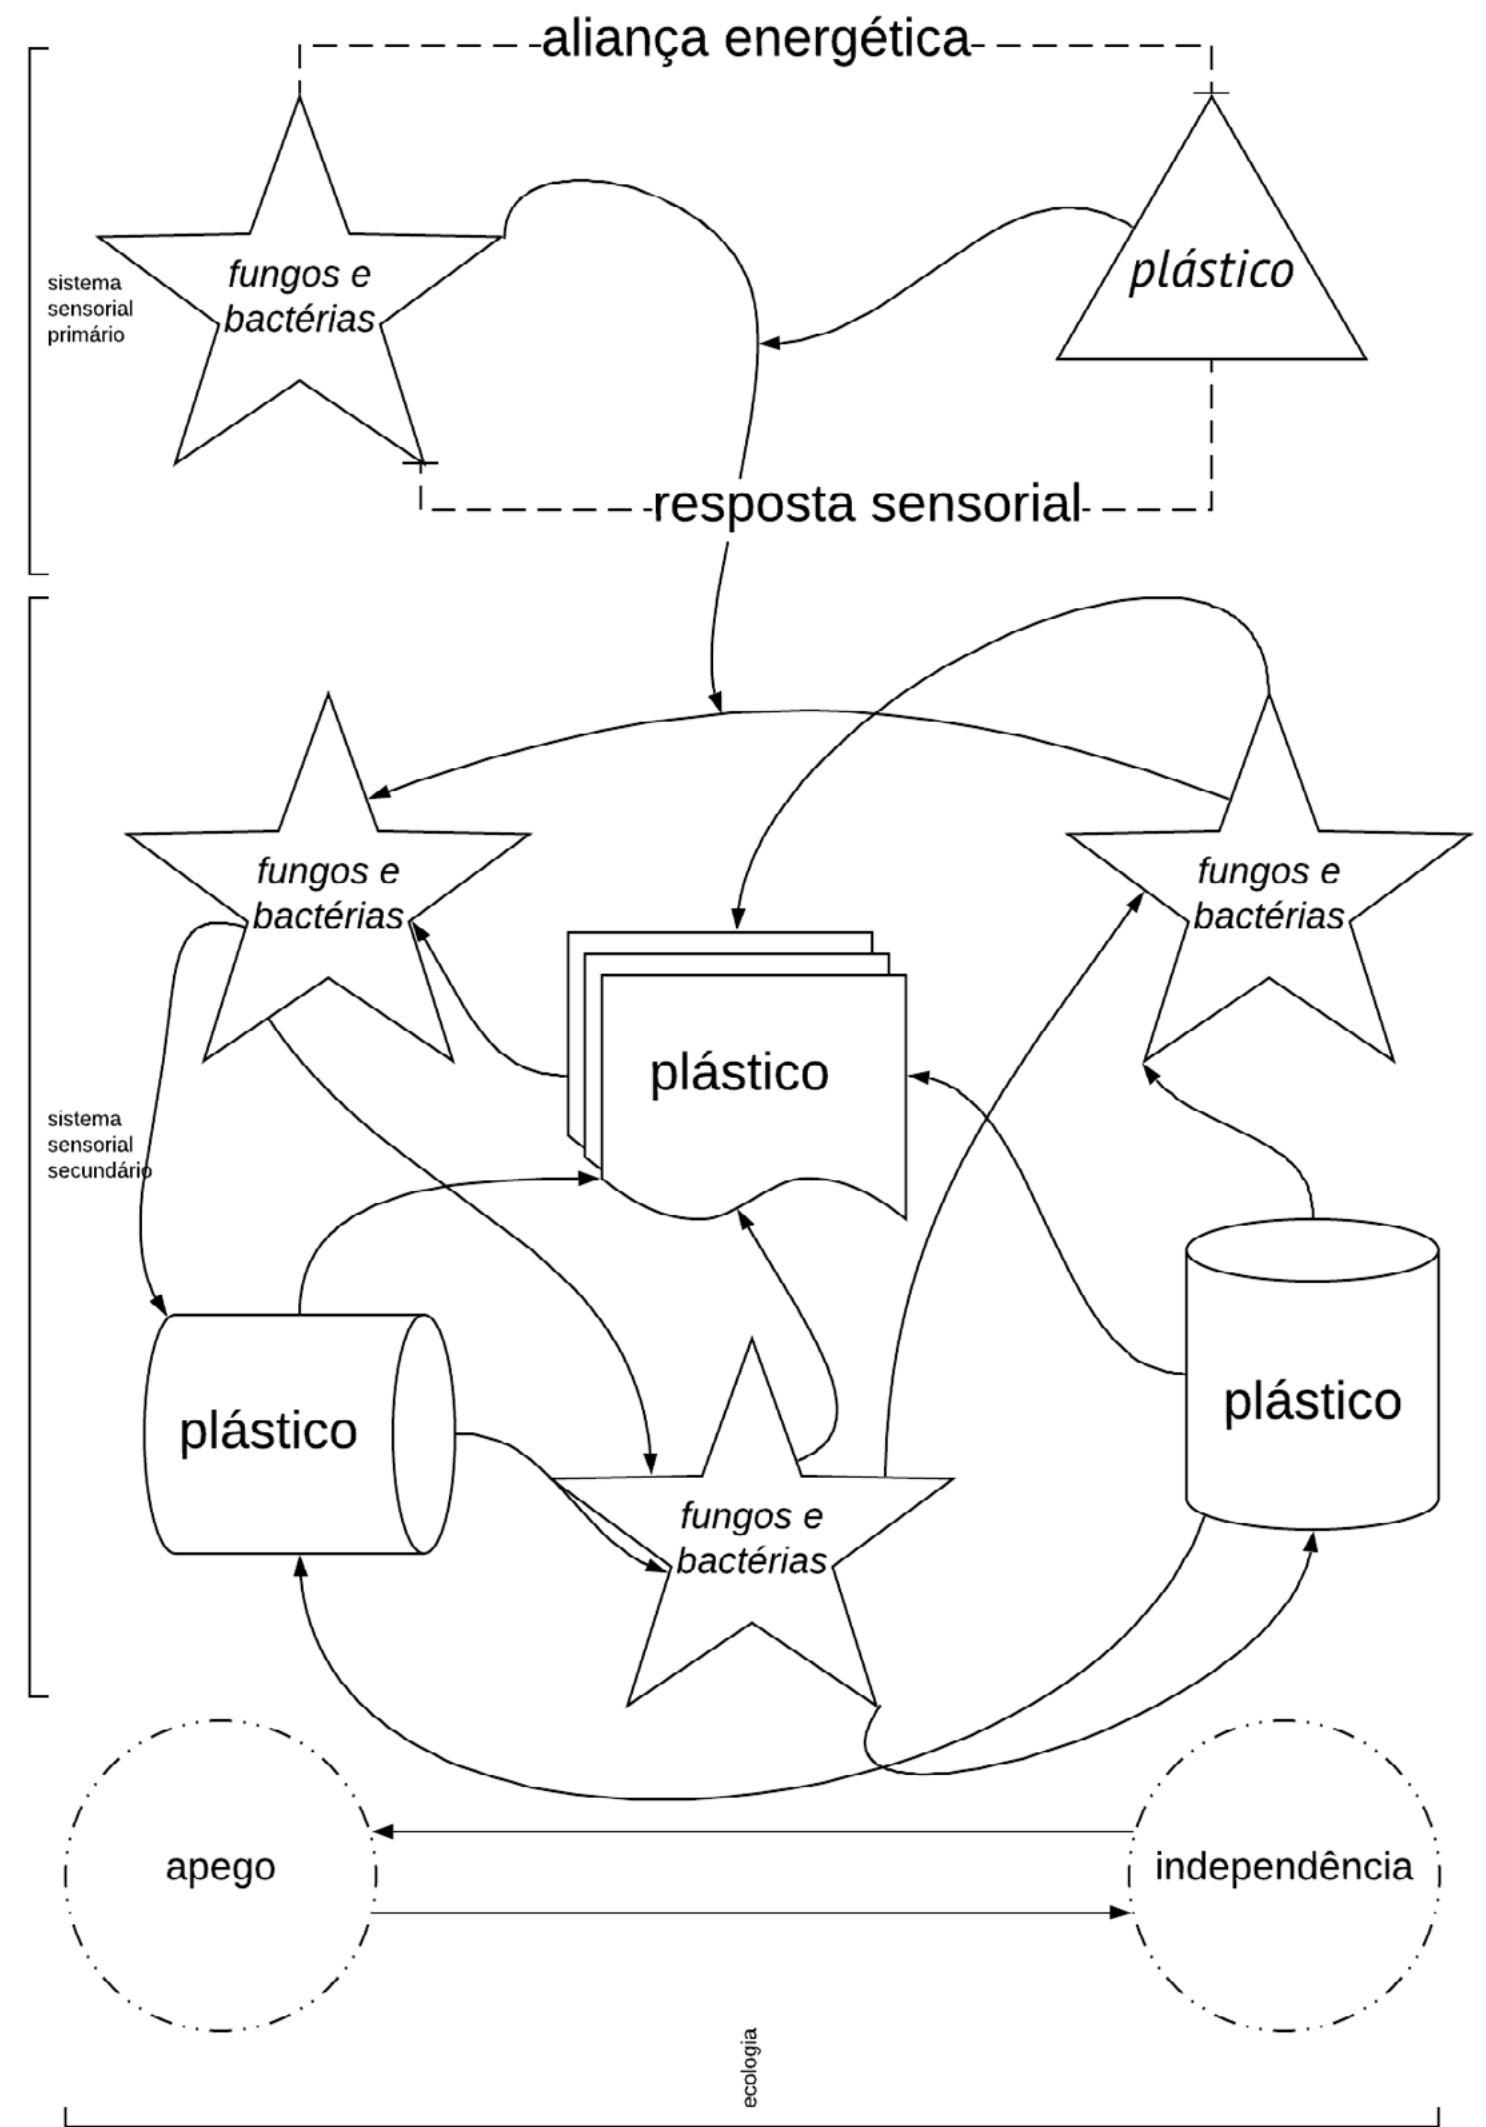 aliança energética
fungos e
bactérias
plástico
sistema
sensorial
primário
resposta sensorial
fungos e
bactérias
fungos e
bactérias
plástico
sistema
sensorial
secundário
plástico
plástico
fungos e
bactérias
apego
independência
ecologia